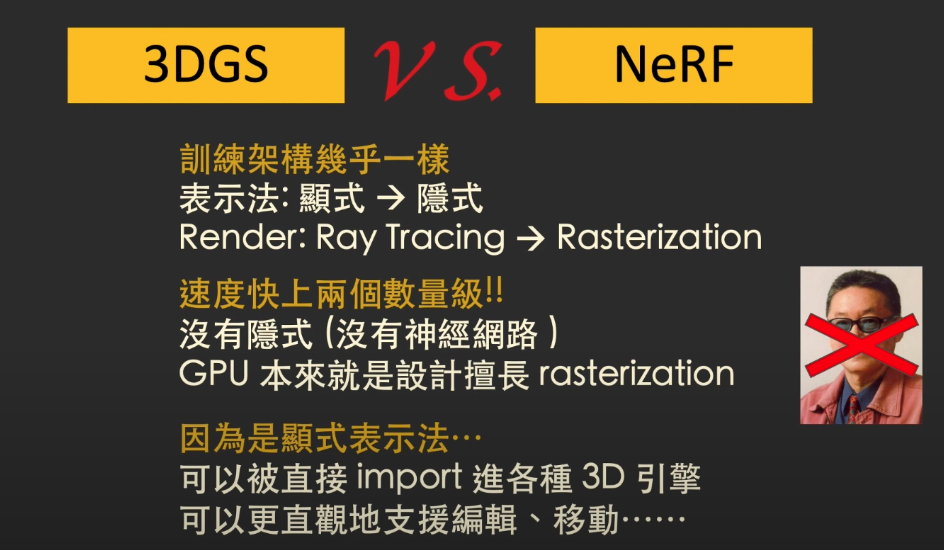 3DGS VS. NeRF
訓練架構幾乎一樣
表示法: 顯式 → 隱式
Render: Ray Tracing → Rasterization
速度快上兩個數量級!!
沒有隱式 (沒有神經網路 )
GPU 本來就是設計擅長 rasterization
因為是顯式表示法…
可以被直接 import 進各種 3D 引擎
可以更直觀地支援編輯、移動……